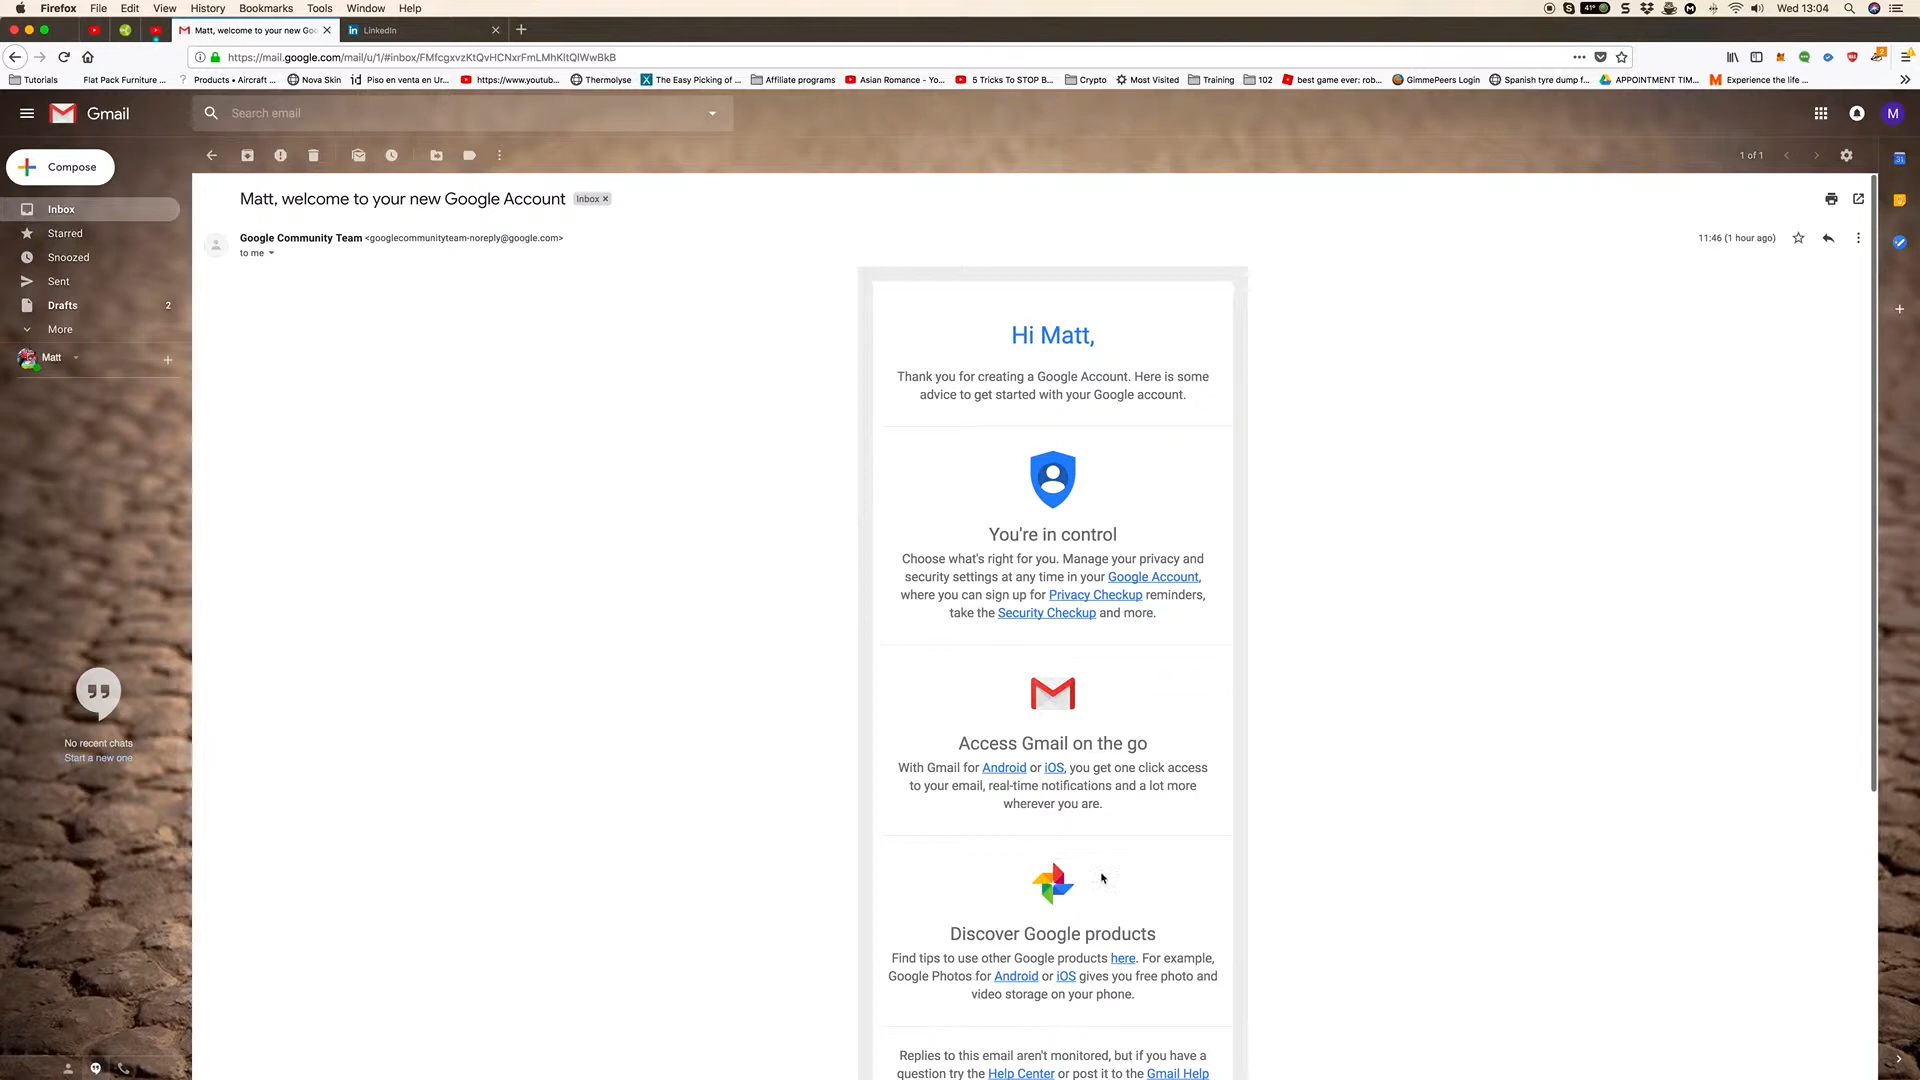 Firefox File Edit View History Bookmarks Tools Window Help
41° Wed 13:04
Matt, welcome to your new Goo
LinkedIn
https://mail.google.com/mail/u/1/#inbox/FMfcgxvzKtQvHCNxrFmLMhKltQlWwBkB
Tutorials Flat Pack Furniture ... Products • Aircraft ... Nova Skin Piso en venta en Ur... https://www.youtub... Thermolyse The Easy Picking of ... Affiliate programs Asian Romance - Yo... 5 Tricks To STOP B... Crypto Most Visited Training 102 best game ever: rob... GimmePeers Login Spanish tyre dump f... APPOINTMENT TIM... Experience the life ...
Gmail
Search email
M
Compose
1 of 1
31
Inbox
Starred
Snoozed
Sent
Drafts 2
More
Matt
No recent chats
Start a new one
Matt, welcome to your new Google Account Inbox x
Google Community Team <googlecommunityteam-noreply@google.com>
11:46 (1 hour ago)
to me
Hi Matt,
Thank you for creating a Google Account. Here is some
advice to get started with your Google account.
You're in control
Choose what's right for you. Manage your privacy and
security settings at any time in your Google Account,
where you can sign up for Privacy Checkup reminders,
take the Security Checkup and more.
Access Gmail on the go
With Gmail for Android or iOS, you get one click access
to your email, real-time notifications and a lot more
wherever you are.
Discover Google products
Find tips to use other Google products here. For example,
Google Photos for Android or iOS gives you free photo and
video storage on your phone.
Replies to this email aren't monitored, but if you have a
question try the Help Center or post it to the Gmail Help